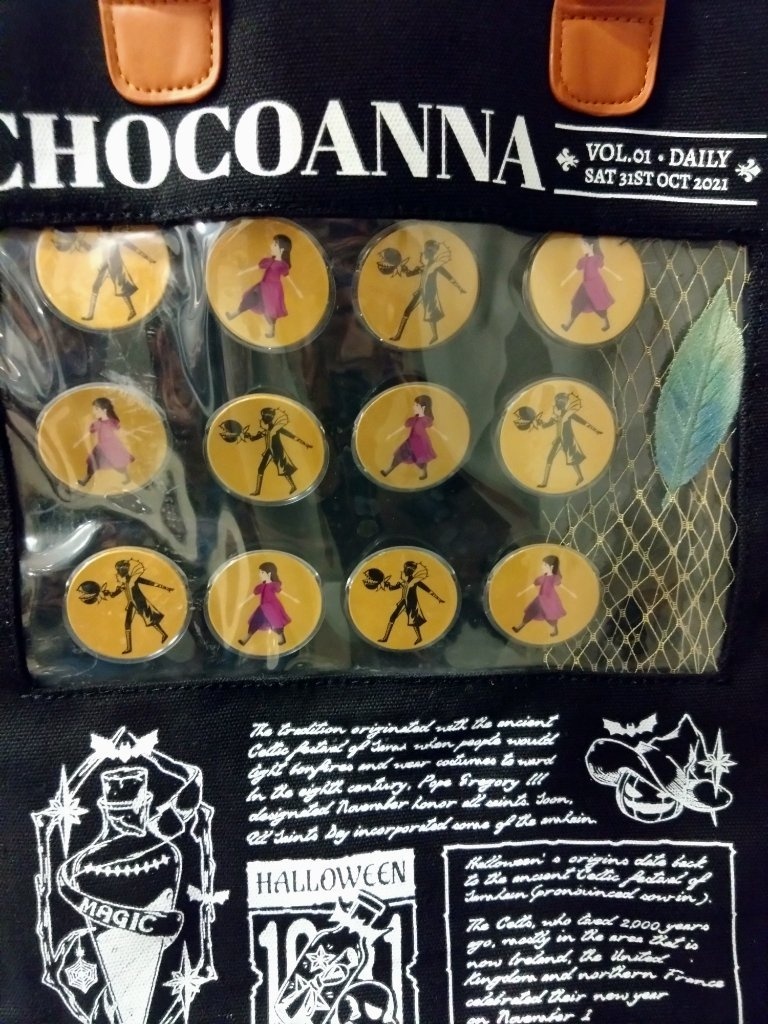 CHOCOANNA
VOL.01 • DAILY
SAT 31ST OCT 2021
The tradition originated with the ancient
Celtic festival of Sams when people would
light bonfires and wear costumes to ward
In the eighth century, Pope Gregory III
designated November honor all saints. Soon,
All Saints Day incorporated some of the
MAGIC
HALLOWEEN
Halloween's origins date back
to the ancient Celtic festival of
(pronounced sow in).
The Celts, who lived 2,000 years
ago, mostly in the area that is
now Ireland, the United
Kingdom and northern France
celebrated their new year
on November 1